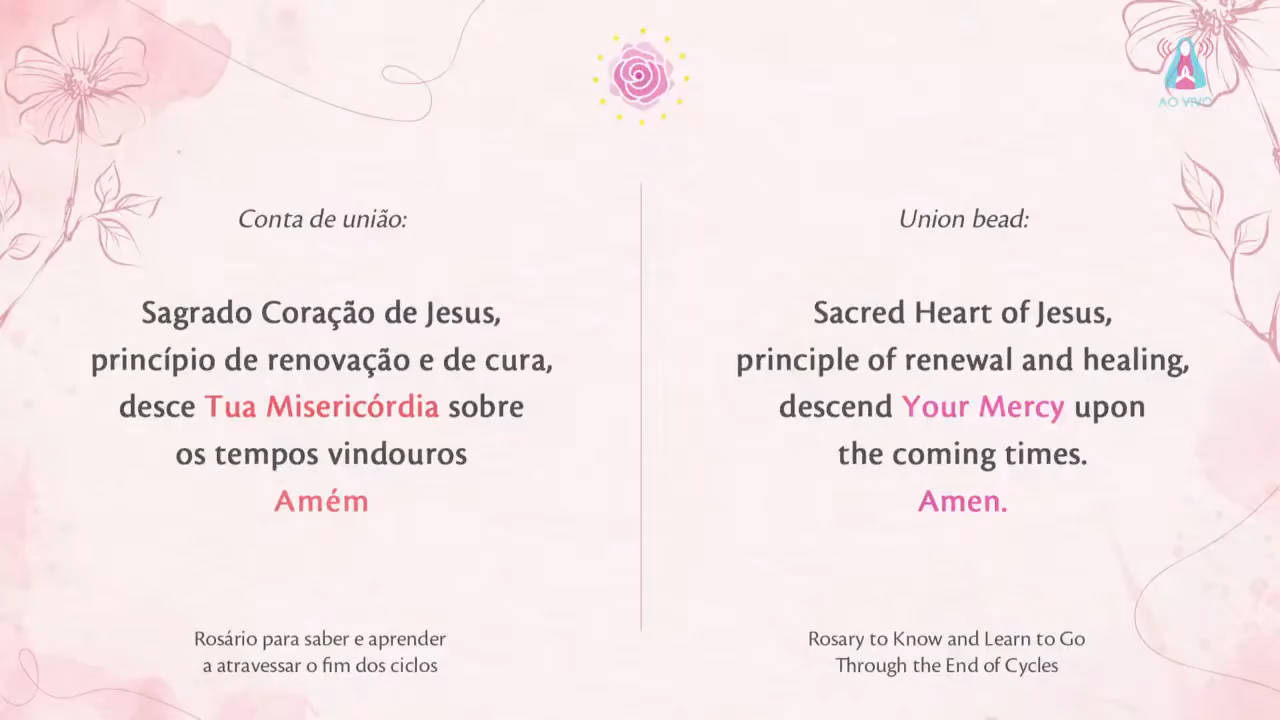 AO VIVO
Conta de união:
Sagrado Coração de Jesus,
princípio de renovação e de cura,
desce Tua Misericórdia sobre
os tempos vindouros
Amém
Rosário para saber e aprender
a atravessar o fim dos ciclos
Union bead:
Sacred Heart of Jesus,
principle of renewal and healing,
descend Your Mercy upon
the coming times.
Amen.
Rosary to Know and Learn to Go
Through the End of Cycles